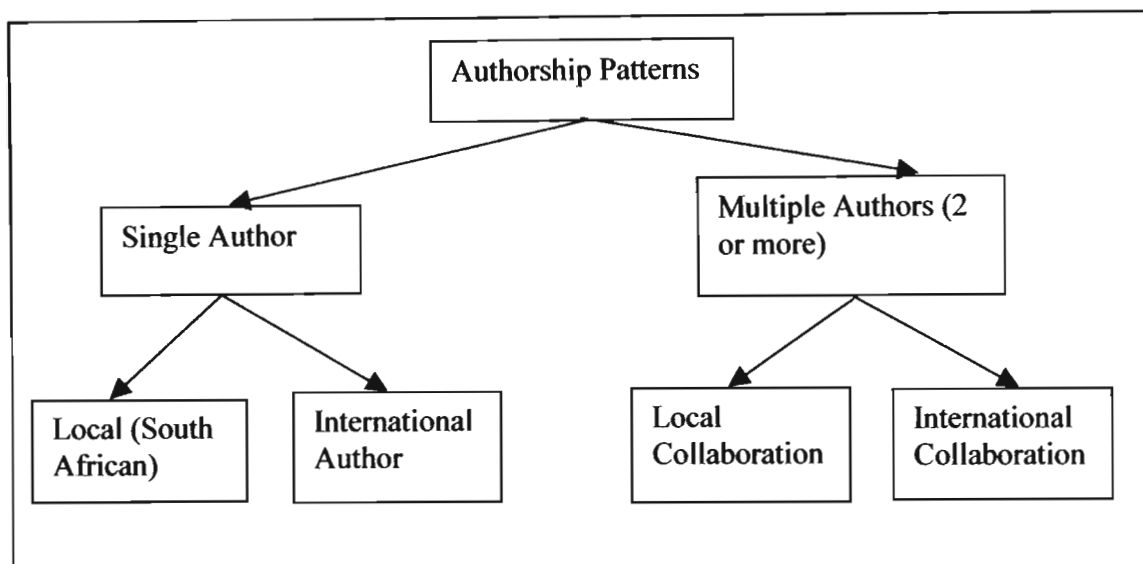 Authorship Patterns
Single Author
Multiple Authors (2
or more)
Local (South
African)
International
Author
Local
Collaboration
International
Collaboration